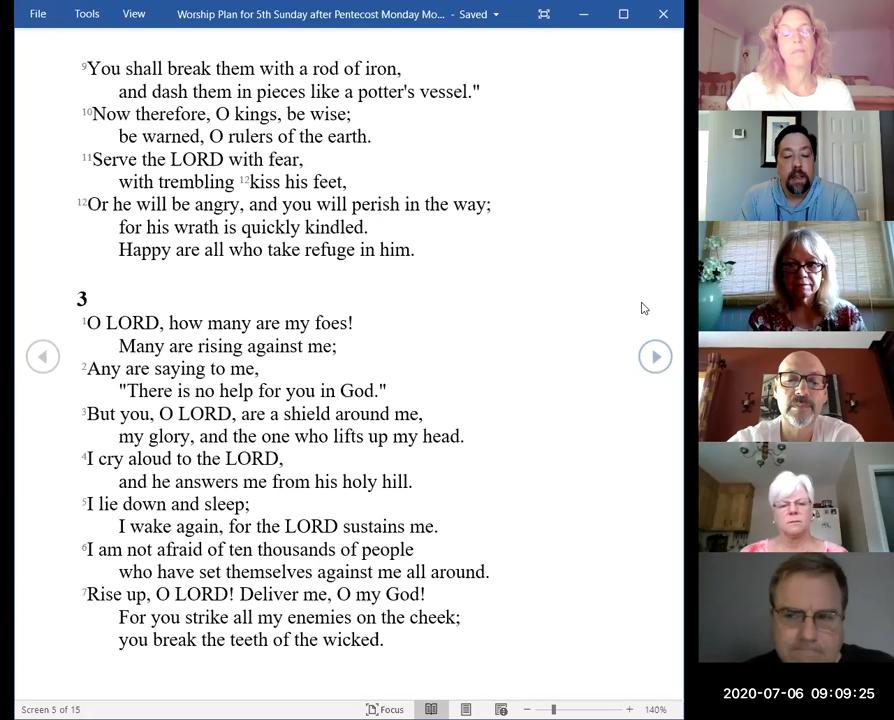 File Tools View Worship Plan for 5th Sunday after Pentecost Monday Mo... - Saved
9You shall break them with a rod of iron,
and dash them in pieces like a potter's vessel."
10Now therefore, O kings, be wise;
be warned, O rulers of the earth.
11Serve the LORD with fear,
with trembling 12kiss his feet,
12Or he will be angry, and you will perish in the way;
for his wrath is quickly kindled.
Happy are all who take refuge in him.
3
1O LORD, how many are my foes!
Many are rising against me;
2Any are saying to me,
"There is no help for you in God."
3But you, O LORD, are a shield around me,
my glory, and the one who lifts up my head.
4I cry aloud to the LORD,
and he answers me from his holy hill.
5I lie down and sleep;
I wake again, for the LORD sustains me.
6I am not afraid of ten thousands of people
who have set themselves against me all around.
7Rise up, O LORD! Deliver me, O my God!
For you strike all my enemies on the cheek;
you break the teeth of the wicked.
2020-07-06 09:09:25
Screen 5 of 15 Focus 140%